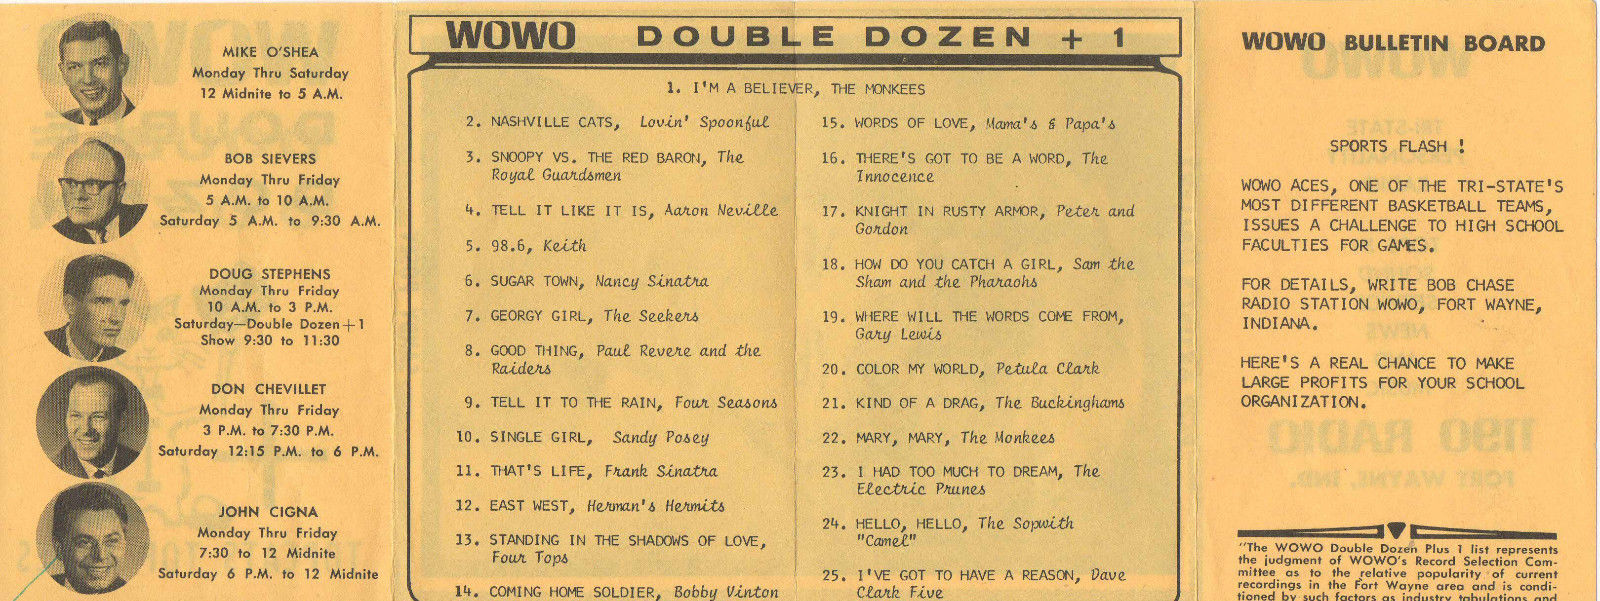 MIKE O'SHEA
Monday Thru Saturday
12 Midnite to 5 A.M.
BOB SIEVERS
Monday Thru Friday
5 A.M. to 10 A.M.
Saturday 5 A.M. to 9:30 A.M.
DOUG STEPHENS
Monday Thru Friday
10 A.M. to 3 P.M.
Saturday—Double Dozen+1
Show 9:30 to 11:30
DON CHEVILLET
Monday Thru Friday
3 P.M. to 7:30 P.M.
Saturday 12:15 P.M. to 6 P.M.
JOHN CIGNA
Monday Thru Friday
7:30 to 12 Midnite
Saturday 6 P.M. to 12 Midnite
WOWO DOUBLE DOZEN + 1
1. I'M A BELIEVER, THE MONKEES
2. NASHVILLE CATS, Lovin' Spoonful
3. SNOOPY VS. THE RED BARON, The
Royal Guardsmen
4. TELL IT LIKE IT IS, Aaron Neville
5. 98.6, Keith
6. SUGAR TOWN, Nancy Sinatra
7. GEORGY GIRL, The Seekers
8. GOOD THING, Paul Revere and the
Raiders
9. TELL IT TO THE RAIN, Four Seasons
10. SINGLE GIRL, Sandy Posey
11. THAT'S LIFE, Frank Sinatra
12. EAST WEST, Herman's Hermits
13. STANDING IN THE SHADOWS OF LOVE,
Four Tops
14. COMING HOME SOLDIER, Bobby Vinton
15. WORDS OF LOVE, Mama's & Papa's
16. THERE'S GOT TO BE A WORD, The
Innocence
17. KNIGHT IN RUSTY ARMOR, Peter and
Gordon
18. HOW DO YOU CATCH A GIRL, Sam the
Sham and the Pharaohs
19. WHERE WILL THE WORDS COME FROM,
Gary Lewis
20. COLOR MY WORLD, Petula Clark
21. KIND OF A DRAG, The Buckinghams
22. MARY, MARY, The Monkees
23. I HAD TOO MUCH TO DREAM, The
Electric Prunes
24. HELLO, HELLO, The Sopwith
"Camel"
25. I'VE GOT TO HAVE A REASON, Dave
Clark Five
WOWO BULLETIN BOARD
SPORTS FLASH !
WOWO ACES, ONE OF THE TRI-STATE'S
MOST DIFFERENT BASKETBALL TEAMS,
ISSUES A CHALLENGE TO HIGH SCHOOL
FACULTIES FOR GAMES.
FOR DETAILS, WRITE BOB CHASE
RADIO STATION WOWO, FORT WAYNE,
INDIANA.
HERE'S A REAL CHANCE TO MAKE
LARGE PROFITS FOR YOUR SCHOOL
ORGANIZATION.
"The WOWO Double Dozen Plus 1 list represents
the judgment of WOWO's Record Selection Com-
mittee as to the relative popularity of current
recordings in the Fort Wayne area and is condi-
tioned by such factors as industry tabulations and